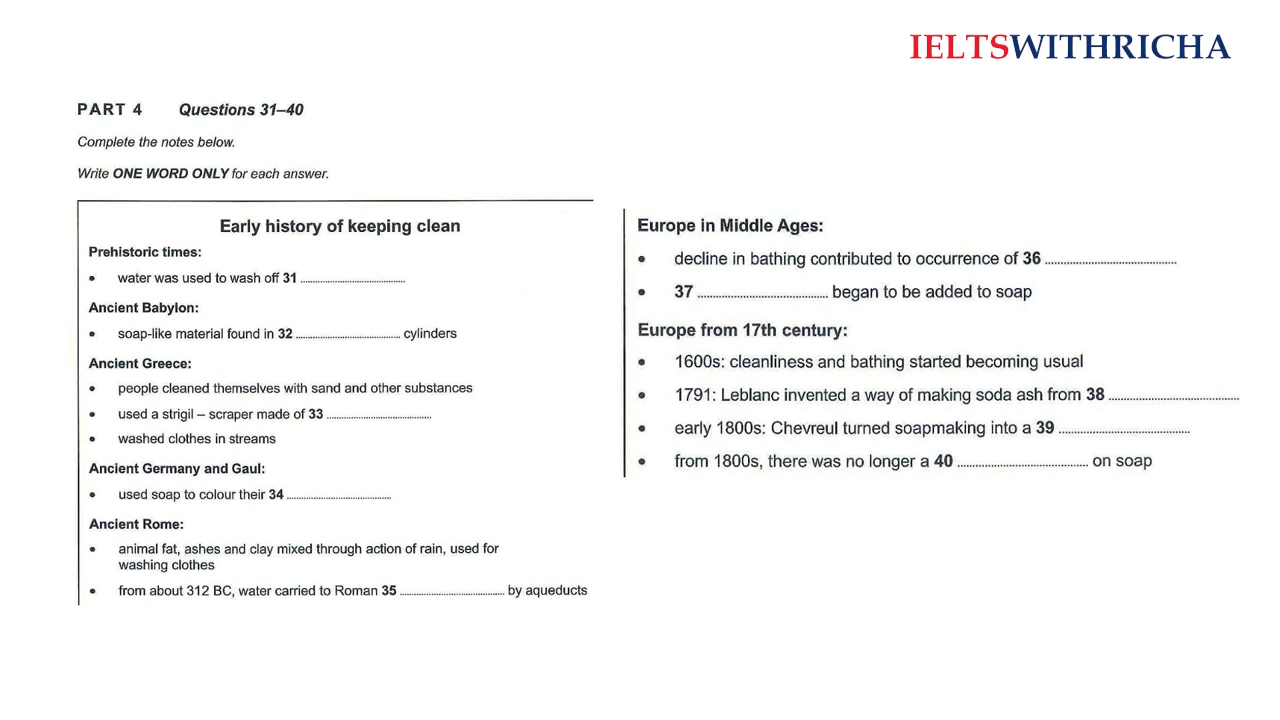 IELTSWITHRICHA
PART 4 Questions 31–40
Complete the notes below.
Write ONE WORD ONLY for each answer.
Early history of keeping clean
Prehistoric times:
• water was used to wash off 31 ..............................
Ancient Babylon:
• soap-like material found in 32 .............................. cylinders
Ancient Greece:
• people cleaned themselves with sand and other substances
• used a strigil – scraper made of 33 ..............................
• washed clothes in streams
Ancient Germany and Gaul:
• used soap to colour their 34 ..............................
Ancient Rome:
• animal fat, ashes and clay mixed through action of rain, used for
washing clothes
• from about 312 BC, water carried to Roman 35 .............................. by aqueducts
Europe in Middle Ages:
• decline in bathing contributed to occurrence of 36 ..............................
• 37 .............................. began to be added to soap
Europe from 17th century:
• 1600s: cleanliness and bathing started becoming usual
• 1791: Leblanc invented a way of making soda ash from 38 ..............................
• early 1800s: Chevreul turned soapmaking into a 39 ..............................
• from 1800s, there was no longer a 40 .............................. on soap